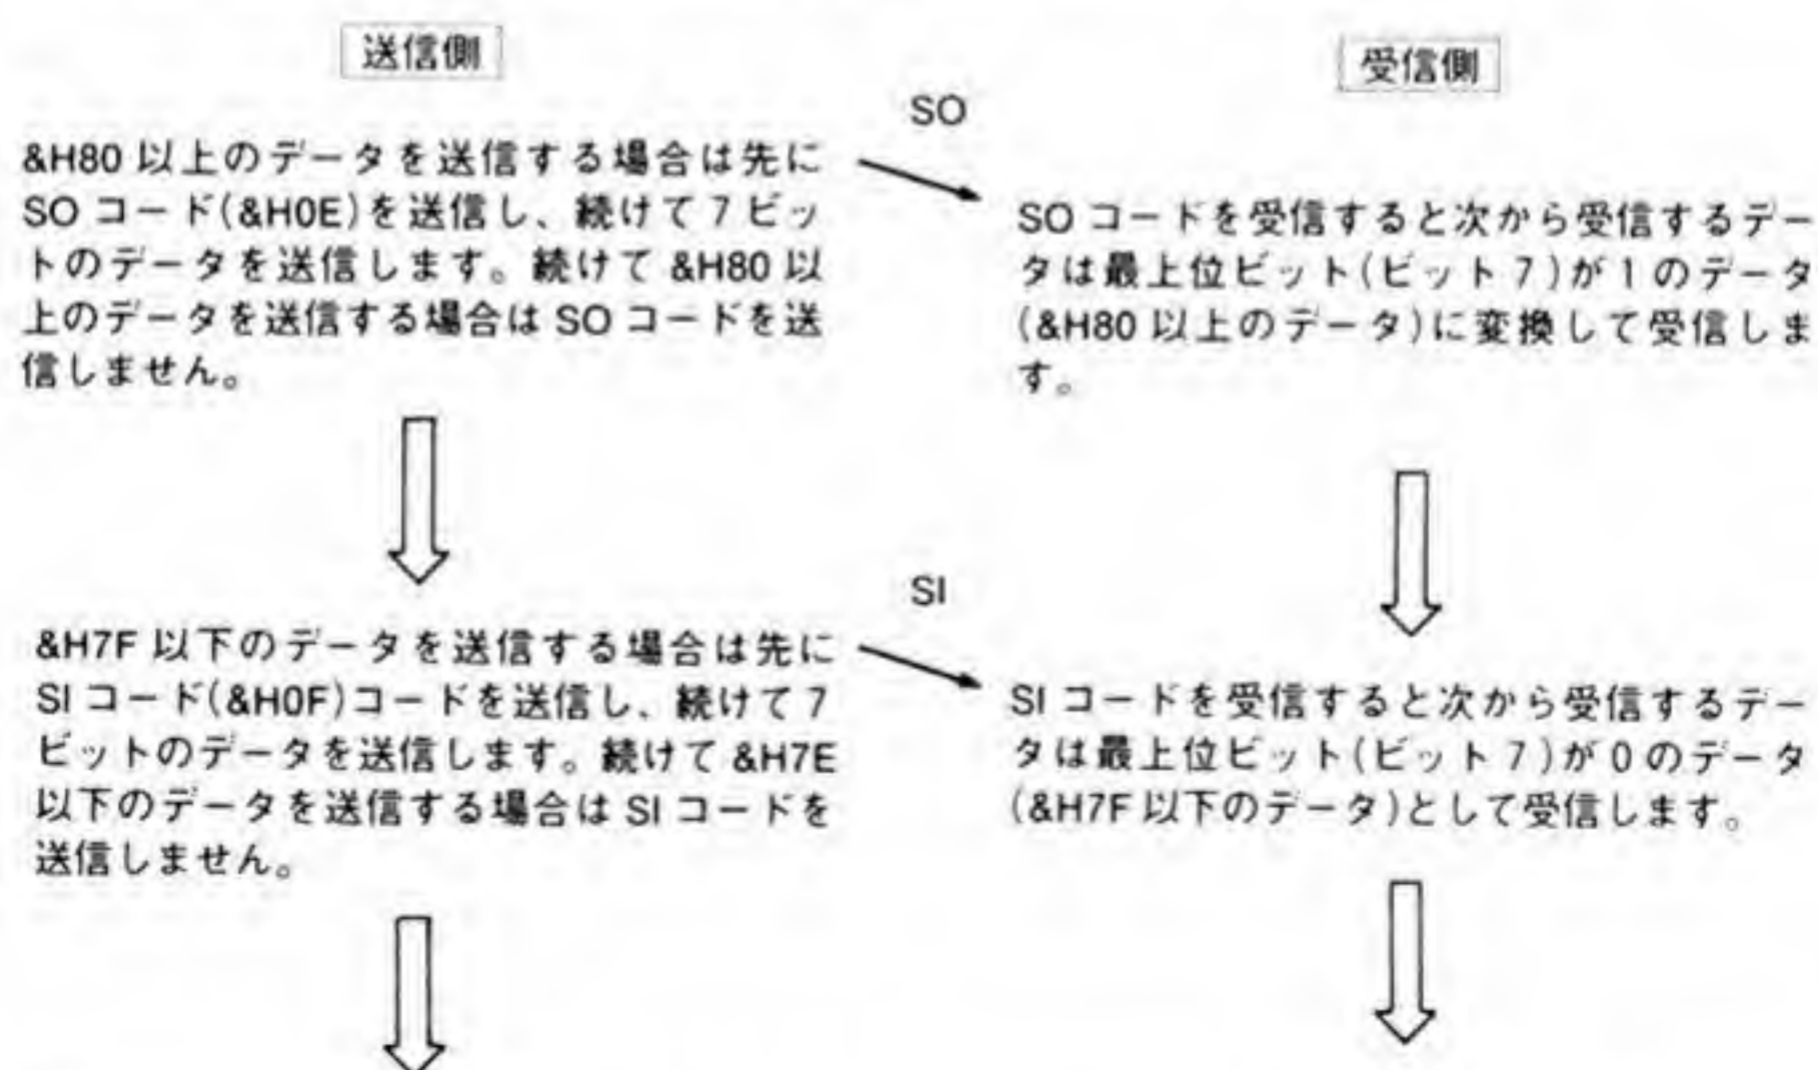 送信側
受信側
SO
&H80 以上のデータを送信する場合は先に
SO コード(&H0E)を送信し、続けて 7 ビッ
トのデータを送信します。続けて &H80 以
上のデータを送信する場合は SO コードを送
信しません。
SO コードを受信すると次から受信するデー
タは最上位ビット(ビット 7)が 1 のデータ
(&H80 以上のデータ)に変換して受信しま
す。
SI
&H7F 以下のデータを送信する場合は先に
SI コード(&H0F)コードを送信し、続けて 7
ビットのデータを送信します。続けて &H7E
以下のデータを送信する場合は SI コードを
送信しません。
SI コードを受信すると次から受信するデー
タは最上位ビット(ビット 7)が 0 のデータ
(&H7F 以下のデータ)として受信します。